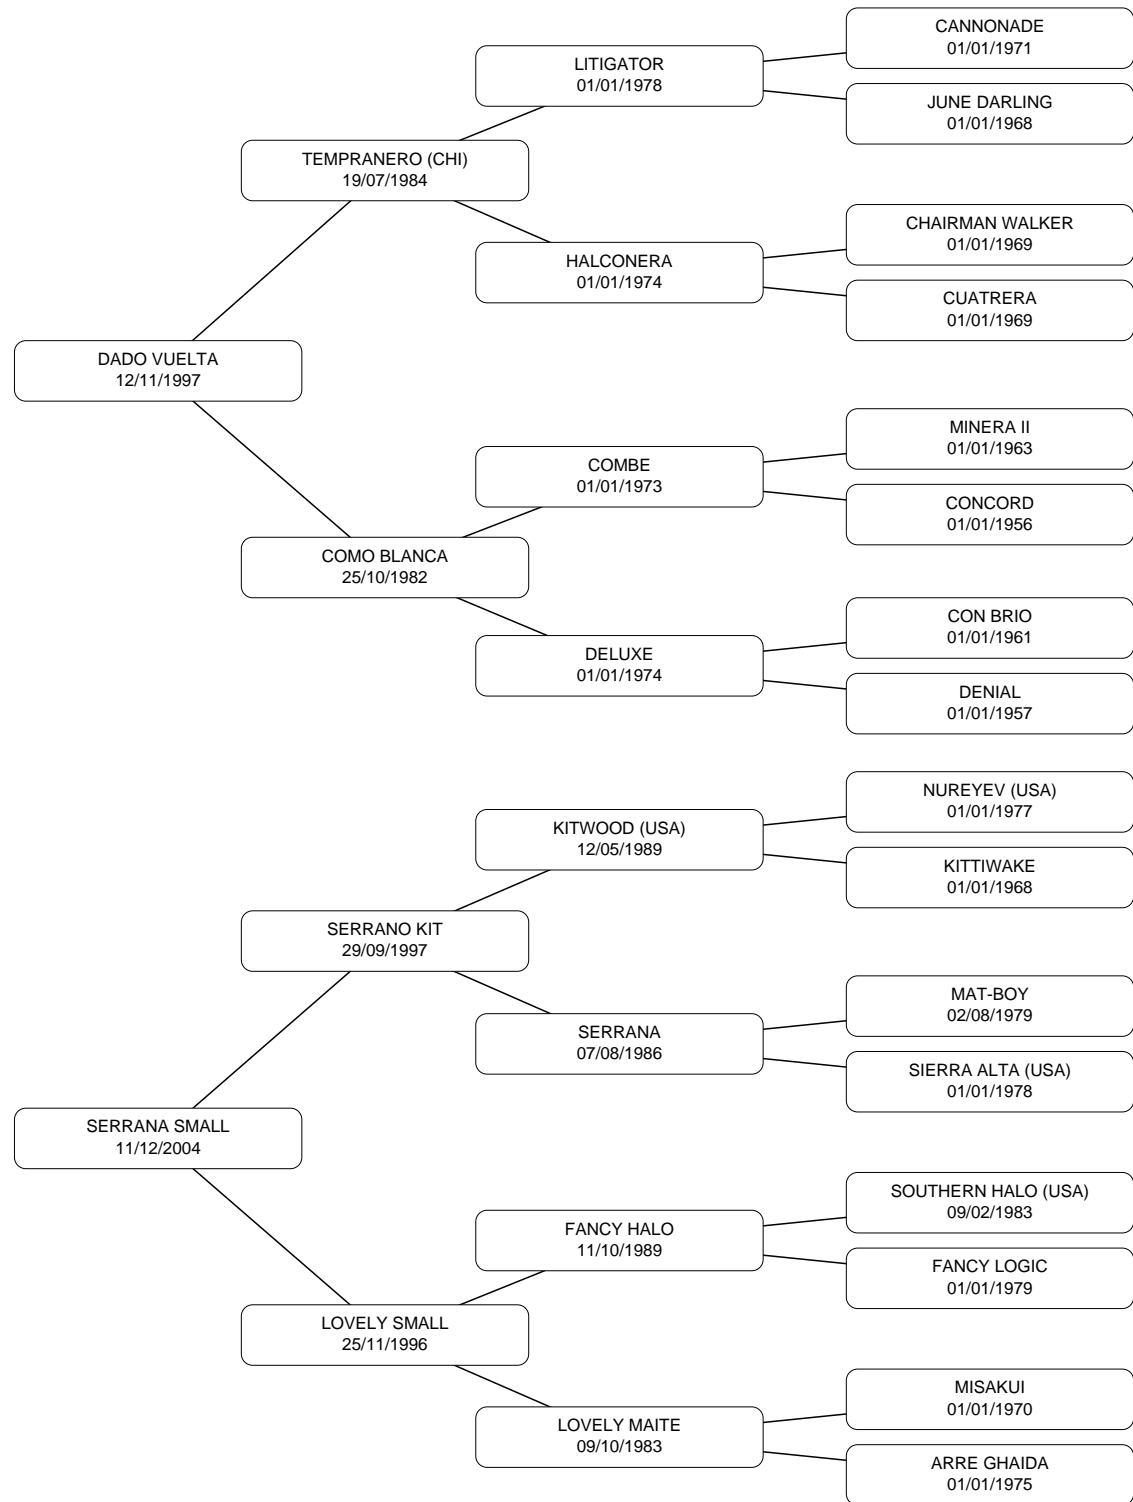 CANNONADE
01/01/1971
LITIGATOR
01/01/1978
JUNE DARLING
01/01/1968
TEMPRANERO (CHI)
19/07/1984
CHAIRMAN WALKER
01/01/1969
HALCONERA
01/01/1974
CUATRERA
01/01/1969
DADO VUELTA
12/11/1997
MINERA II
01/01/1963
COMBE
01/01/1973
CONCORD
01/01/1956
COMO BLANCA
25/10/1982
CON BRIO
01/01/1961
DELUXE
01/01/1974
DENIAL
01/01/1957
NUREYEV (USA)
01/01/1977
KITWOOD (USA)
12/05/1989
KITTIWAKE
01/01/1968
SERRANO KIT
29/09/1997
MAT-BOY
02/08/1979
SERRANA
07/08/1986
SIERRA ALTA (USA)
01/01/1978
SERRANA SMALL
11/12/2004
SOUTHERN HALO (USA)
09/02/1983
FANCY HALO
11/10/1989
FANCY LOGIC
01/01/1979
LOVELY SMALL
25/11/1996
MISAKUI
01/01/1970
LOVELY MAITE
09/10/1983
ARRE GHAIDA
01/01/1975